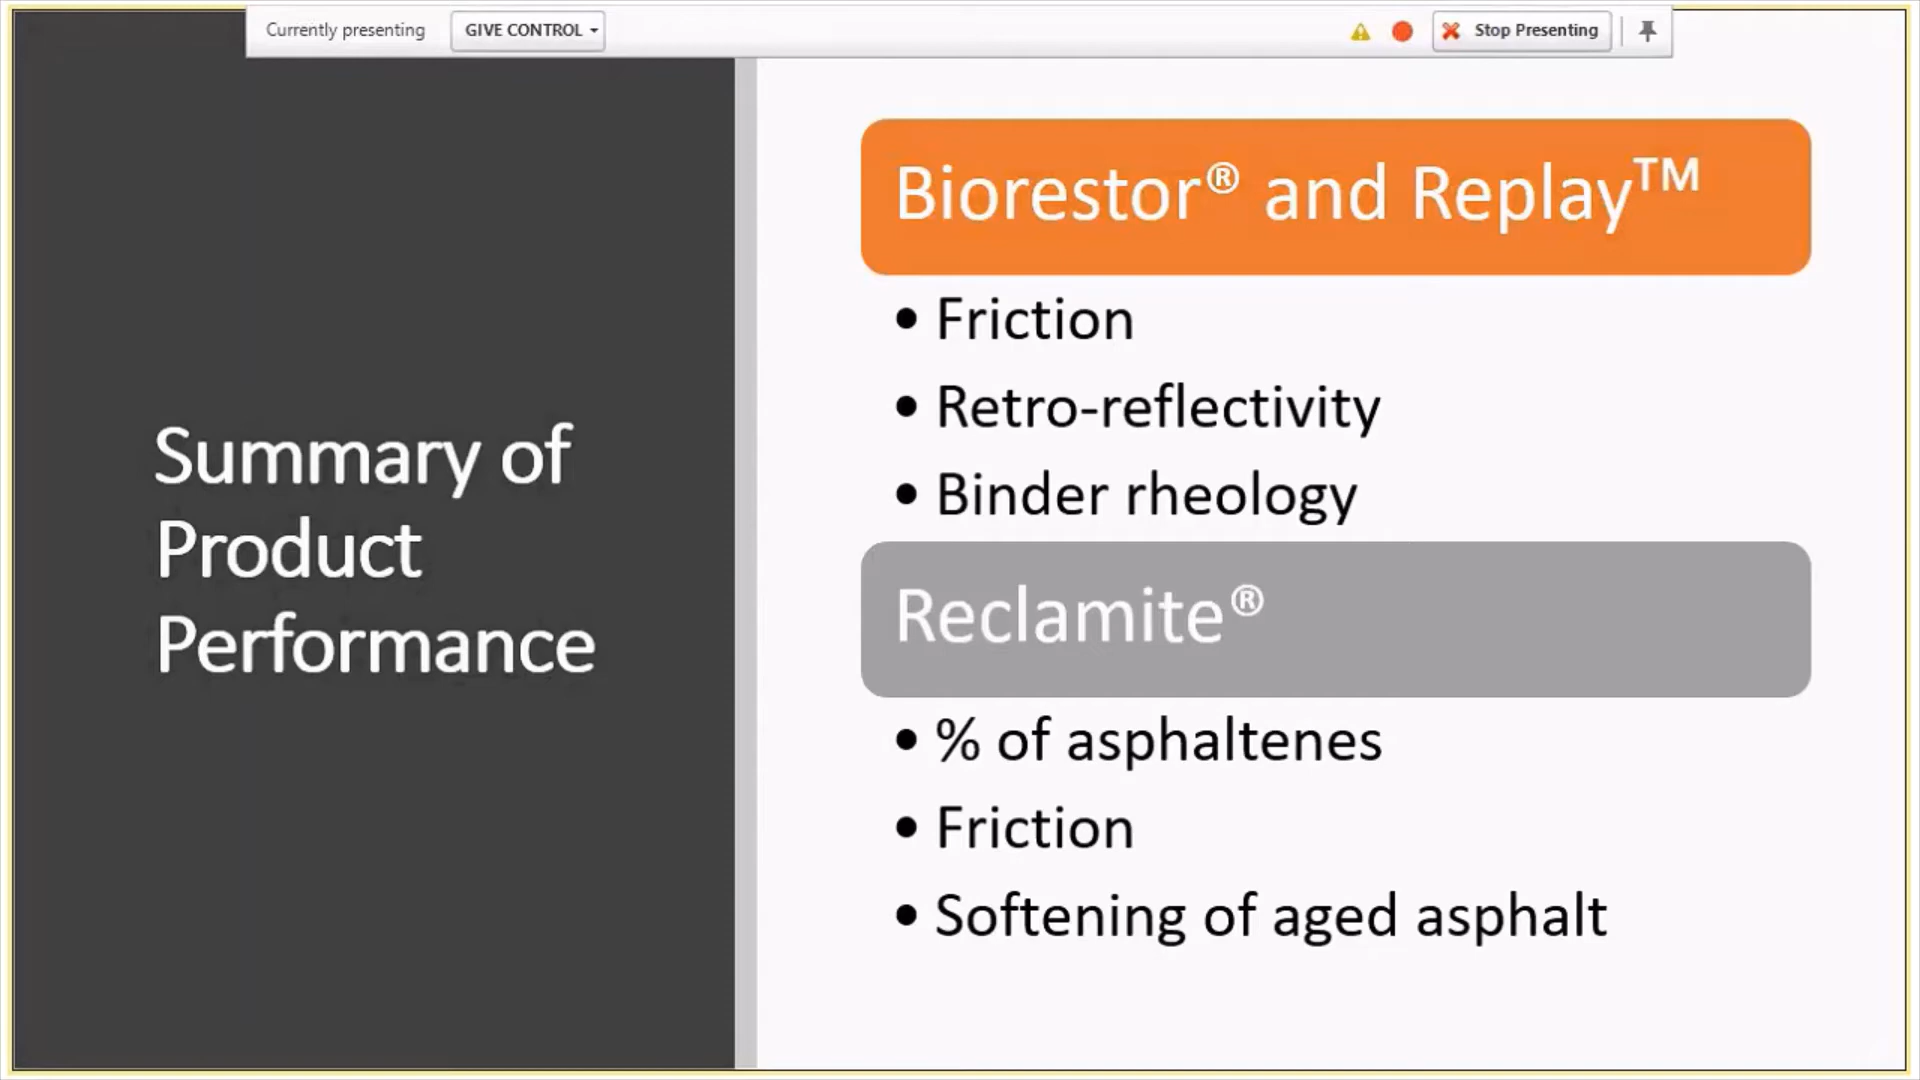 Currently presenting
GIVE CONTROL
Stop Presenting
Summary of
Product
Performance
Biorestor® and Replay™
• Friction
• Retro-reflectivity
• Binder rheology
Reclamite®
• % of asphaltenes
• Friction
• Softening of aged asphalt